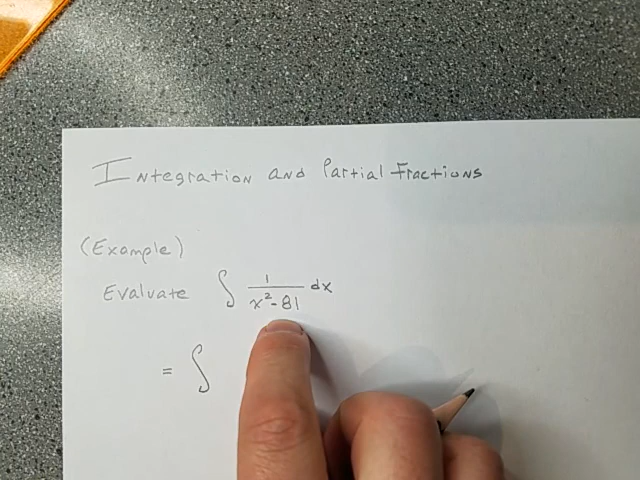 Integration and Partial Fractions
(Example)
Evaluate ∫ 1/(x²-81) dx
= ∫